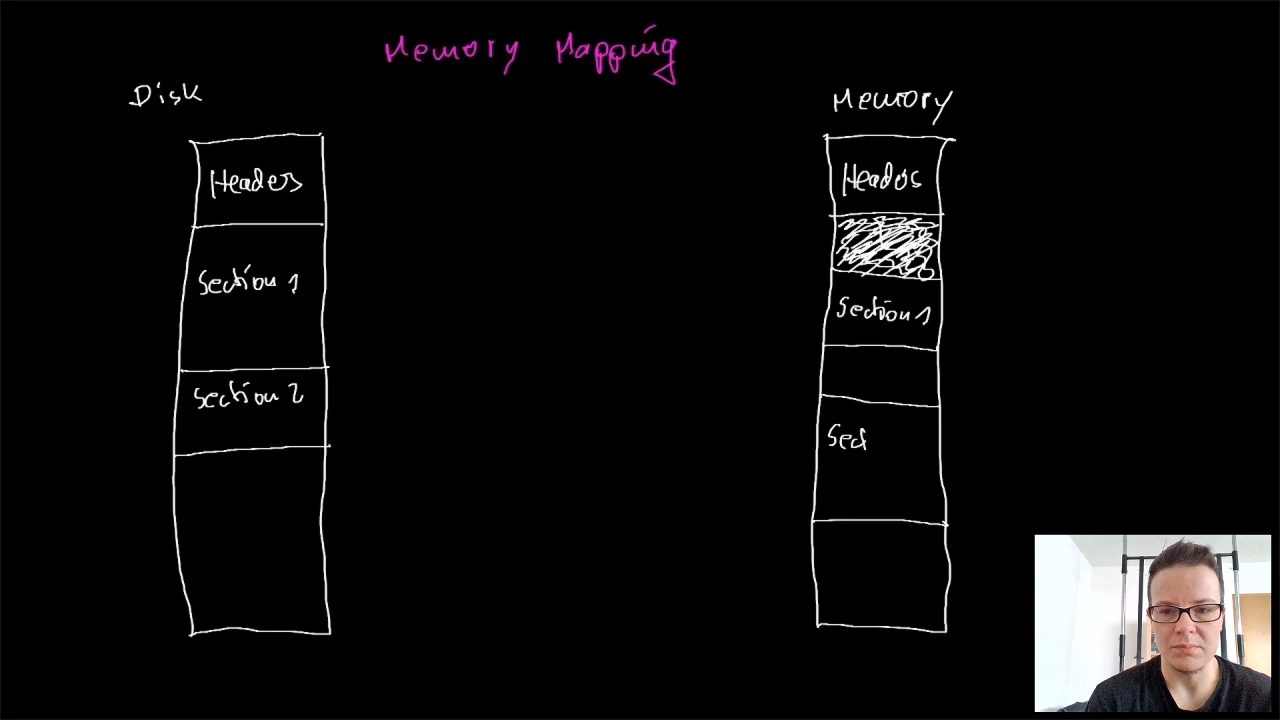 Memory Mapping
Disk
Headers
Section 1
Section 2
Memory
Headers
Section 1
Sect